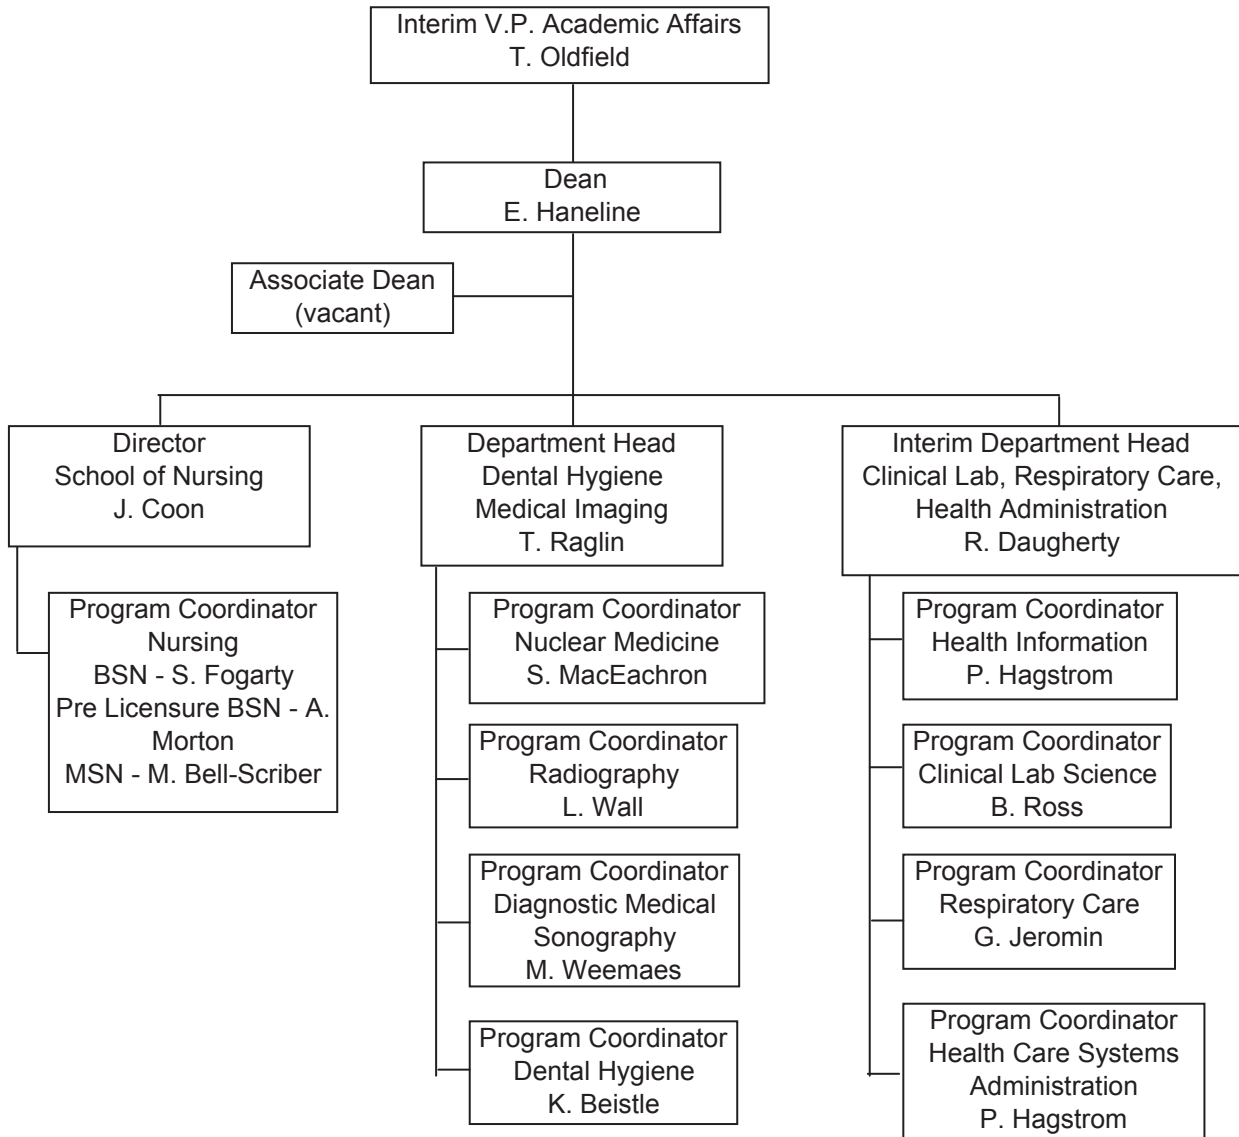 Interim V.P. Academic Affairs
T. Oldfield
Dean
E. Haneline
Associate Dean
(vacant)
Director
School of Nursing
J. Coon
Program Coordinator
Nursing
BSN - S. Fogarty
Pre Licensure BSN - A.
Morton
MSN - M. Bell-Scriber
Department Head
Dental Hygiene
Medical Imaging
T. Raglin
Program Coordinator
Nuclear Medicine
S. MacEachron
Program Coordinator
Radiography
L. Wall
Program Coordinator
Diagnostic Medical
Sonography
M. Weemaes
Program Coordinator
Dental Hygiene
K. Beistle
Interim Department Head
Clinical Lab, Respiratory Care,
Health Administration
R. Daugherty
Program Coordinator
Health Information
P. Hagstrom
Program Coordinator
Clinical Lab Science
B. Ross
Program Coordinator
Respiratory Care
G. Jeromin
Program Coordinator
Health Care Systems
Administration
P. Hagstrom